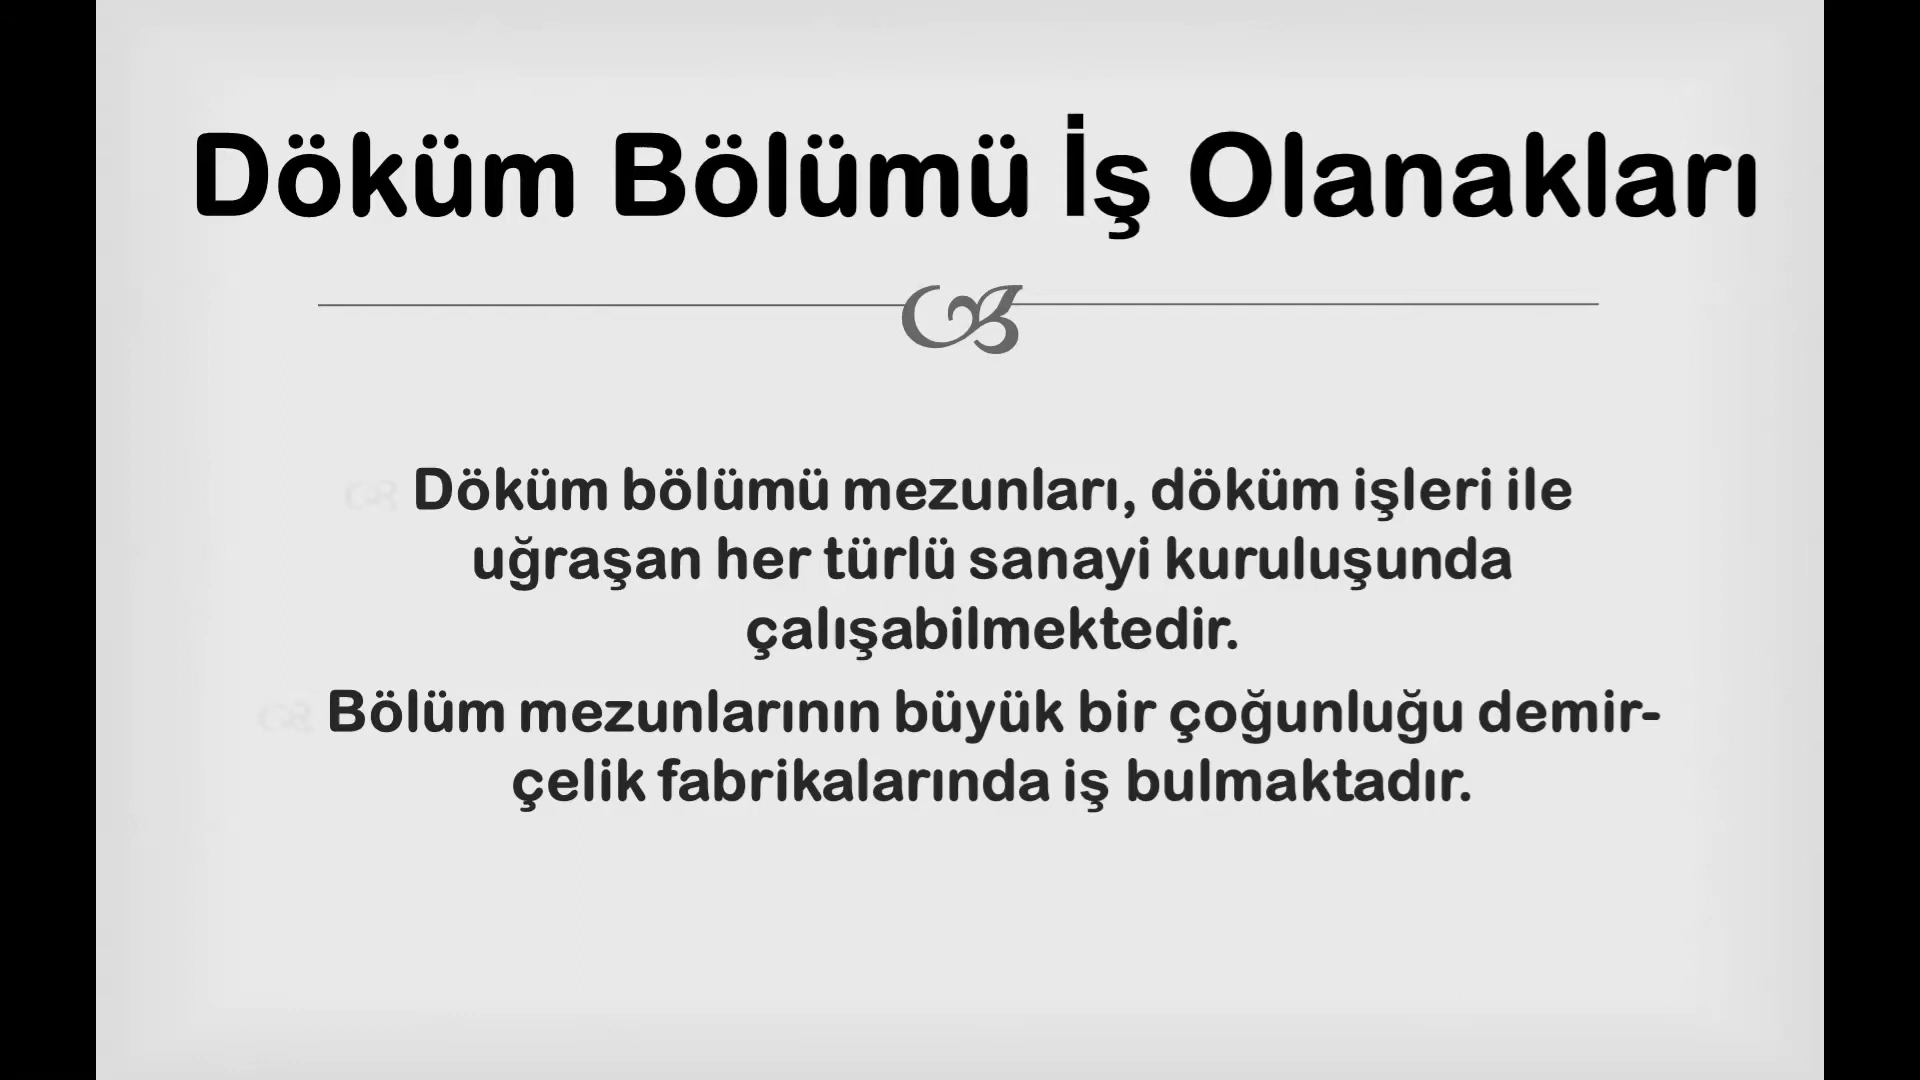 Döküm Bölümü İş Olanakları
Döküm bölümü mezunları, döküm işleri ile
uğraşan her türlü sanayi kuruluşunda
çalışabilmektedir.
Bölüm mezunlarının büyük bir çoğunluğu demir-
çelik fabrikalarında iş bulmaktadır.